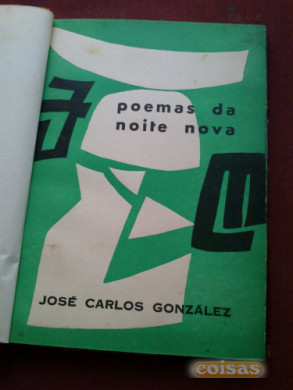 poemas da
noite nova
JOSÉ CARLOS GONZÁLEZ
coisas